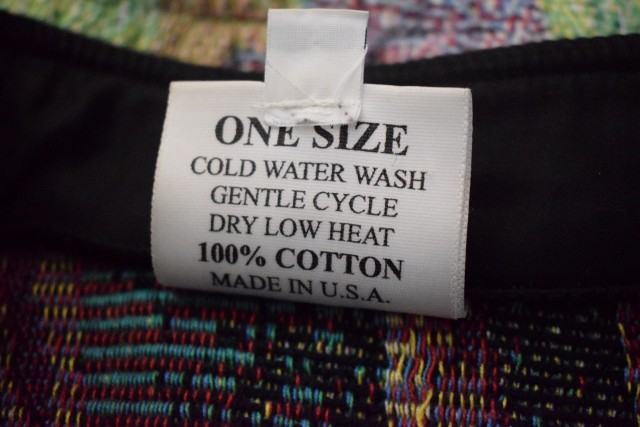 ONE SIZE
COLD WATER WASH
GENTLE CYCLE
DRY LOW HEAT
100% COTTON
MADE IN U.S.A.